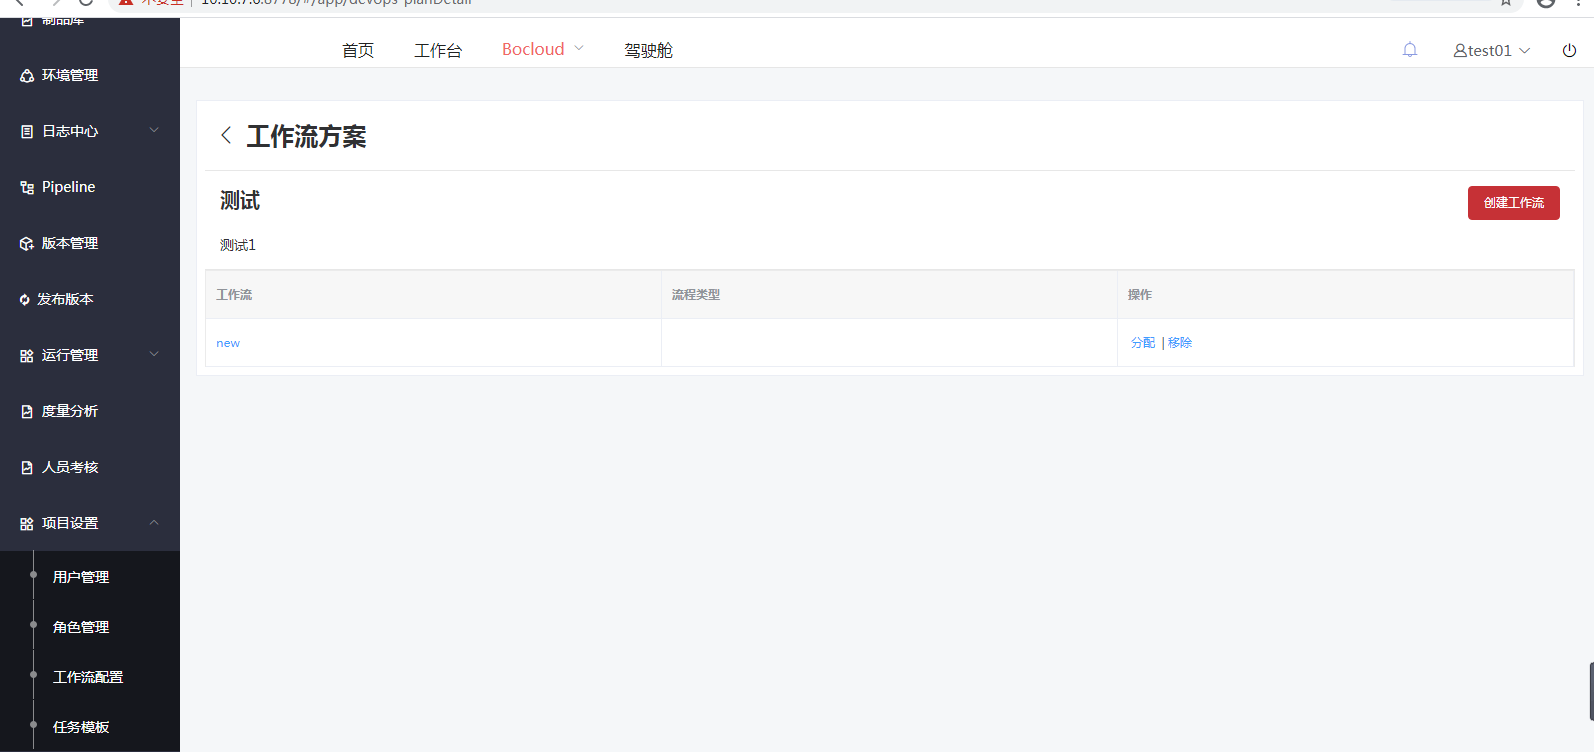 不安全 | 10.10.7.6:8778/#/app/devops-planDetail
首页 工作台 Bocloud 驾驶舱 test01
制品库
环境管理
日志中心
Pipeline
版本管理
发布版本
运行管理
度量分析
人员考核
项目设置
用户管理
角色管理
工作流配置
任务模板
工作流方案
测试
创建工作流
测试1
工作流 流程类型 操作
new 分配 | 移除